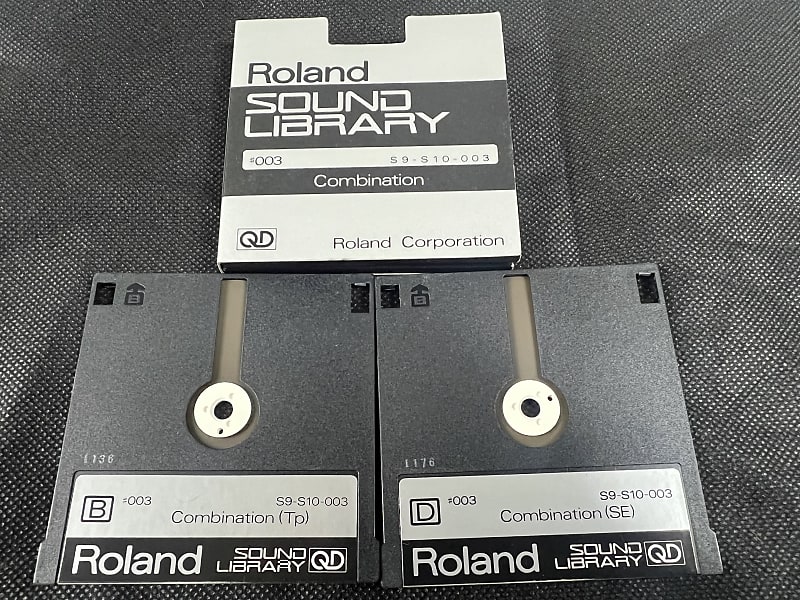 Roland
SOUND
LIBRARY
#003 S9-S10-003
Combination
QD Roland Corporation
B
1136
B #003 S9-S10-003
Combination (Tp)
Roland SOUND LIBRARY QD
B
1176
D #003 S9-S10-003
Combination (SE)
Roland SOUND LIBRARY QD